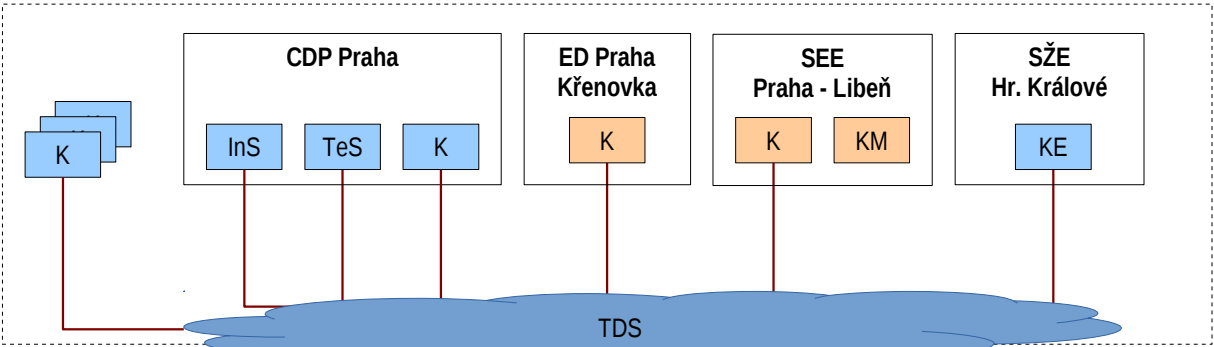 CDP Praha
ED Praha
Křenovka
SEE
Praha - Libeň
SŽE
Hr. Králové
K
InS
TeS
K
K
K
KM
KE
TDS